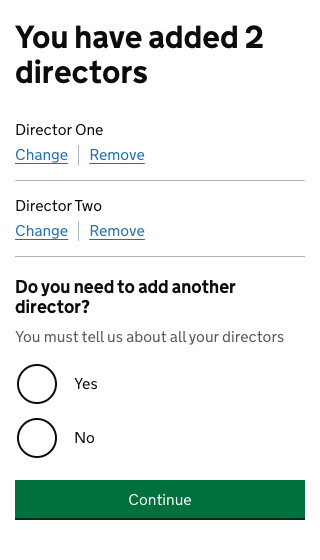 You have added 2
directors
Director One
Change Remove
Director Two
Change Remove
Do you need to add another
director?
You must tell us about all your directors
Yes
No
Continue